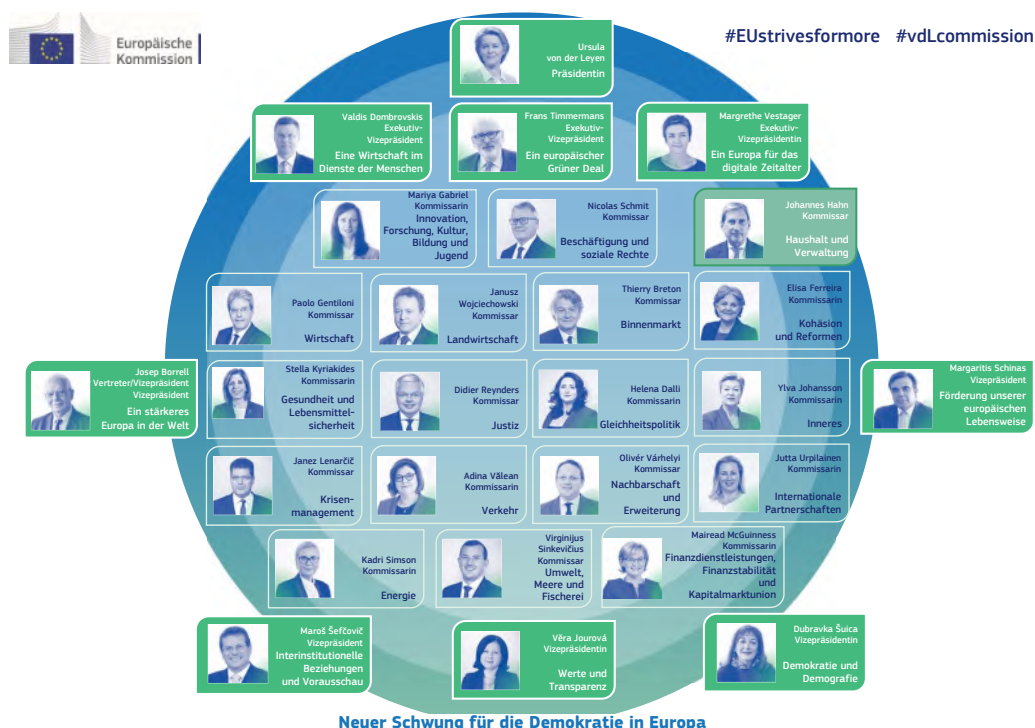 Europäische
Kommission
#EUstrivesformore #vdLcommission
Ursula
von der Leyen
Präsidentin
Valdis Dombrovskis
Exekutiv-
Vizepräsident
Eine Wirtschaft im
Dienste der Menschen
Frans Timmermans
Exekutiv-
Vizepräsident
Ein europäischer
Grüner Deal
Margrethe Vestager
Exekutiv-
Vizepräsidentin
Ein Europa für das
digitale Zeitalter
Mariya Gabriel
Kommissarin
Innovation,
Forschung, Kultur,
Bildung und
Jugend
Nicolas Schmit
Kommissar
Beschäftigung und
soziale Rechte
Johannes Hahn
Kommissar
Haushalt und
Verwaltung
Paolo Gentiloni
Kommissar
Wirtschaft
Janusz
Wojciechowski
Kommissar
Landwirtschaft
Thierry Breton
Kommissar
Binnenmarkt
Elisa Ferreira
Kommissarin
Kohäsion
und Reformen
Josep Borrell
Vertreter/Vizepräsident
Vizepräsident
Ein stärkeres
Europa in der Welt
Stella Kyriakides
Kommissarin
Gesundheit und
Lebensmittel-
sicherheit
Didier Reynders
Kommissar
Justiz
Helena Dalli
Kommissarin
Gleichheitspolitik
Ylva Johansson
Kommissarin
Inneres
Margaritis Schinas
Vizepräsident
Förderung unserer
europäischen
Lebensweise
Janez Lenarčič
Kommissar
Krisen-
management
Adina Vălean
Kommissarin
Verkehr
Olivér Várhelyi
Kommissar
Nachbarschaft
und
Erweiterung
Jutta Urpilainen
Kommissarin
Internationale
Partnerschaften
Kadri Simson
Kommissarin
Energie
Virginijus
Sinkevičius
Kommissar
Umwelt,
Meere und
Fischerei
Mairead McGuinness
Kommissarin
Finanzdienstleistungen,
Finanzstabilität
und
Kapitalmarktunion
Maroš Šefčovič
Vizepräsident
Interinstitutionelle
Beziehungen
und Vorausschau
Věra Jourová
Vizepräsidentin
Werte und
Transparenz
Dubravka Šuica
Vizepräsidentin
Demokratie und
Demografie
Neuer Schwung für die Demokratie in Europa